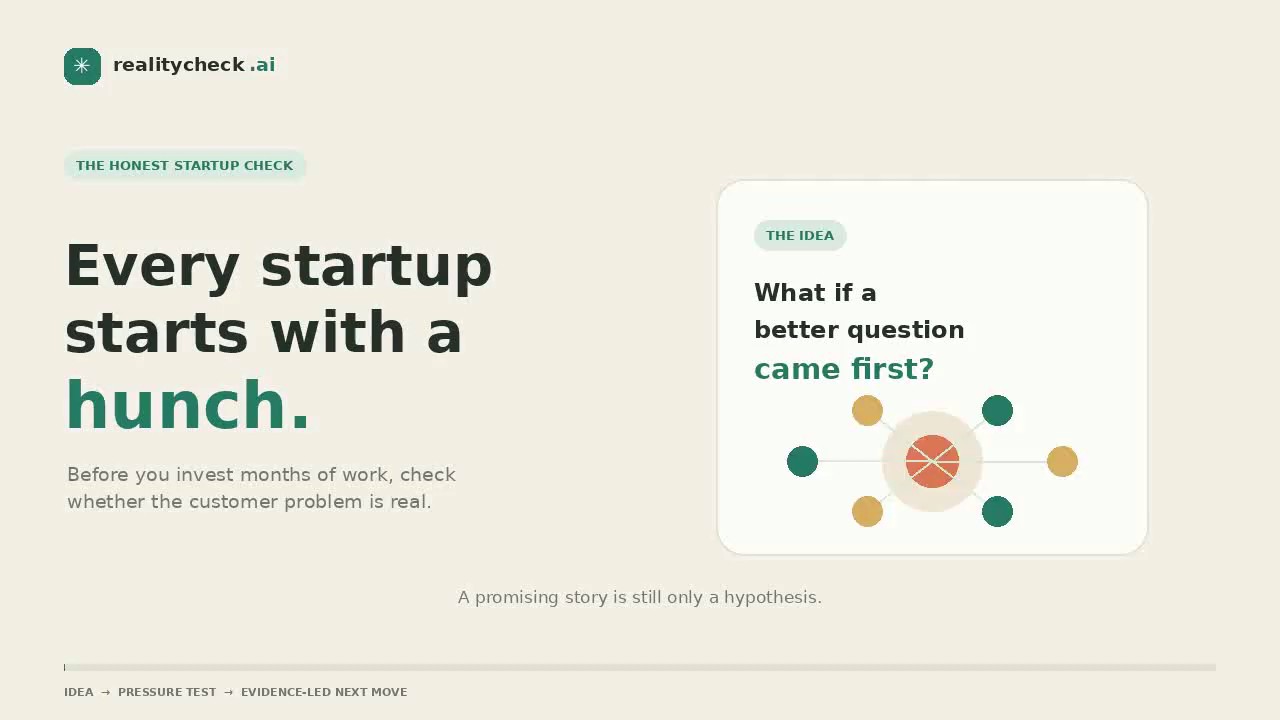 realitycheck.ai
THE HONEST STARTUP CHECK
Every startup
starts with a
hunch.
Before you invest months of work, check
whether the customer problem is real.
THE IDEA
What if a
better question
came first?
A promising story is still only a hypothesis.
IDEA → PRESSURE TEST → EVIDENCE-LED NEXT MOVE